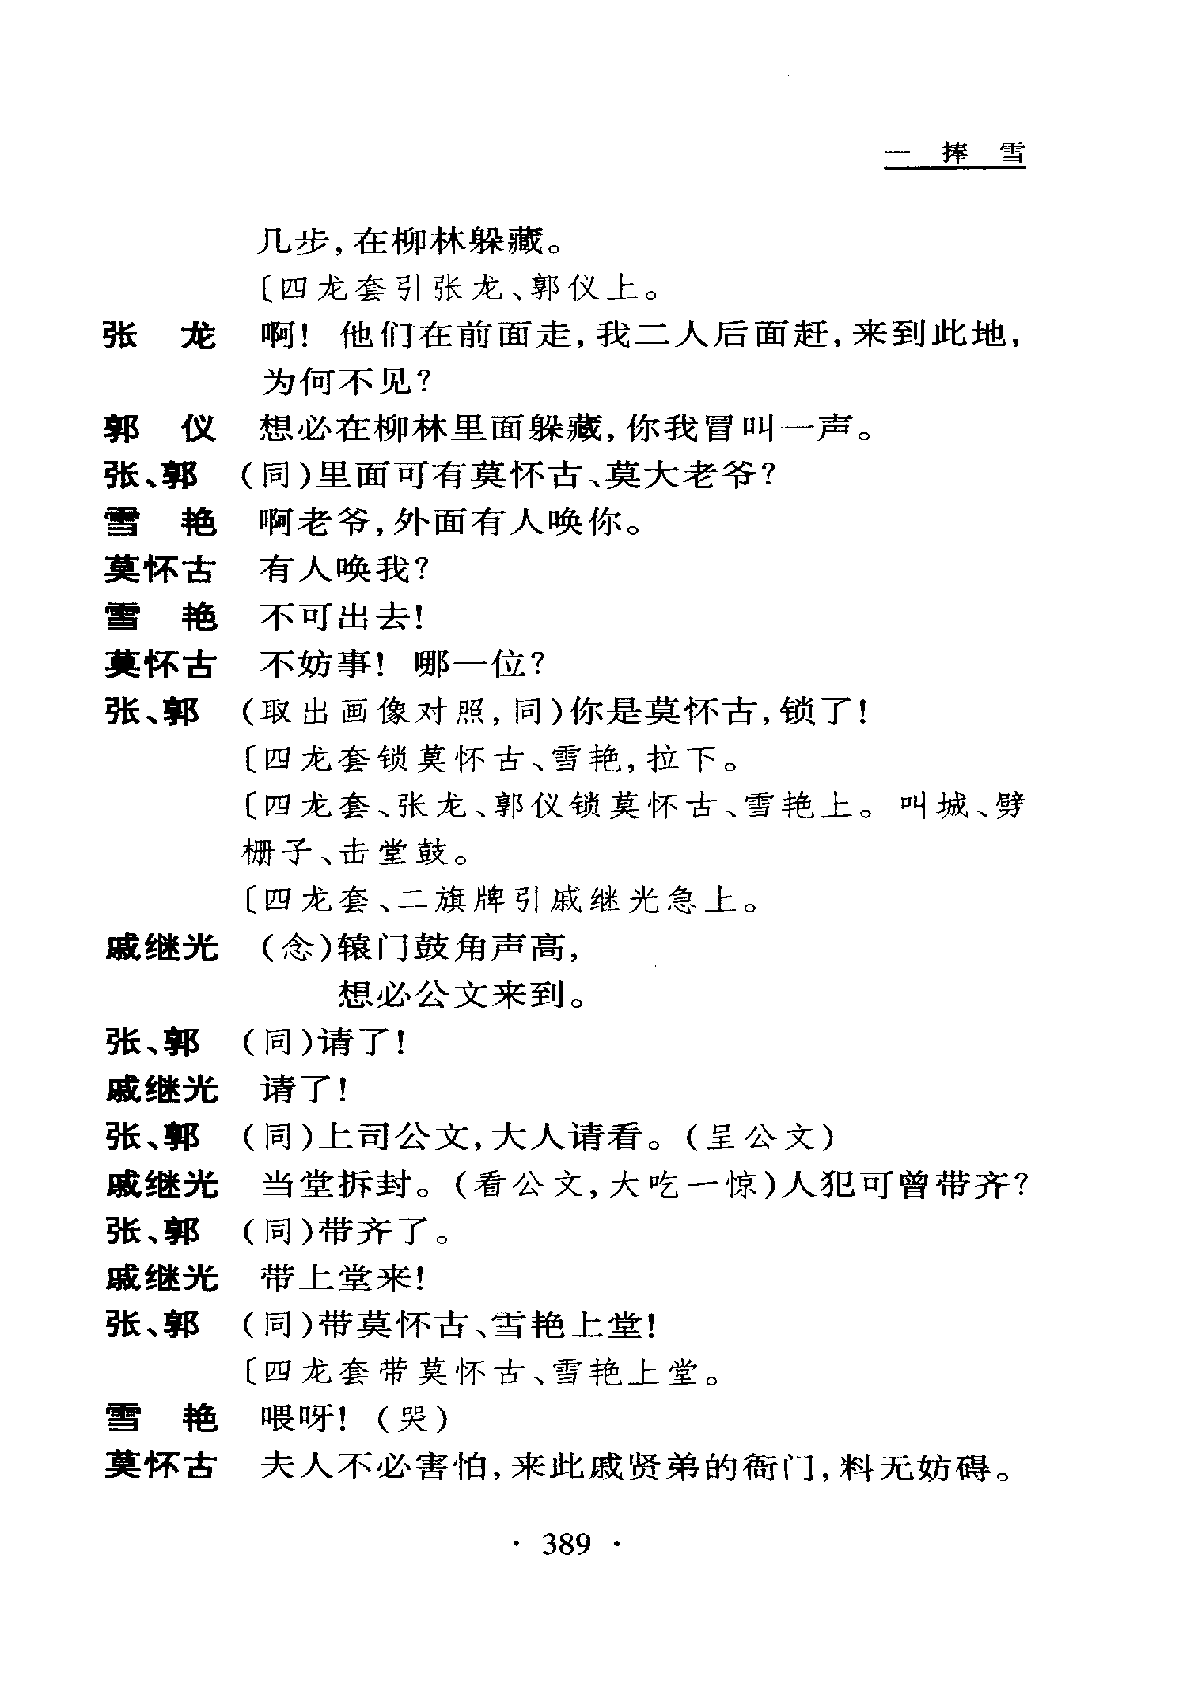 一捧雪
几步,在柳林躲藏。
〔四龙套引张龙、郭仪上。
张　龙　啊! 他们在前面走,我二人后面赶,来到此地,
为何不见?
郭　仪　想必在柳林里面躲藏,你我冒叫一声。
张、郭　(同)里面可有莫怀古、莫大老爷?
雪　艳　啊老爷,外面有人唤你。
莫怀古　有人唤我?
雪　艳　不可出去!
莫怀古　不妨事! 哪一位?
张、郭　(取出画像对照,同)你是莫怀古,锁了!
〔四龙套锁莫怀古、雪艳,拉下。
〔四龙套、张龙、郭仪锁莫怀古、雪艳上。叫城、劈
栅子、击堂鼓。
〔四龙套、二旗牌引戚继光急上。
戚继光　(念)辕门鼓角声高,
想必公文来到。
张、郭　(同)请了!
戚继光　请了!
张、郭　(同)上司公文,大人请看。(呈公文)
戚继光　当堂拆封。(看公文,大吃一惊)人犯可曾带齐?
张、郭　(同)带齐了。
戚继光　带上堂来!
张、郭　(同)带莫怀古、雪艳上堂!
〔四龙套带莫怀古、雪艳上堂。
雪　艳　喂呀! (哭)
莫怀古　夫人不必害怕,来此戚贤弟的衙门,料无妨碍。
· 389 ·